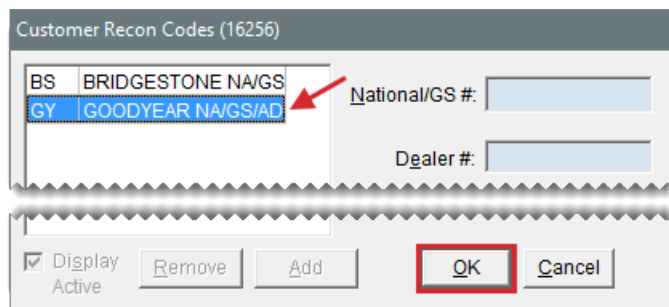 Customer Recon Codes (16256)
BS BRIDGESTONE NA/GS
GY GOODYEAR NA/GS/AD
National/GS #:
Dealer #:
Display Active
Remove
Add
OK
Cancel